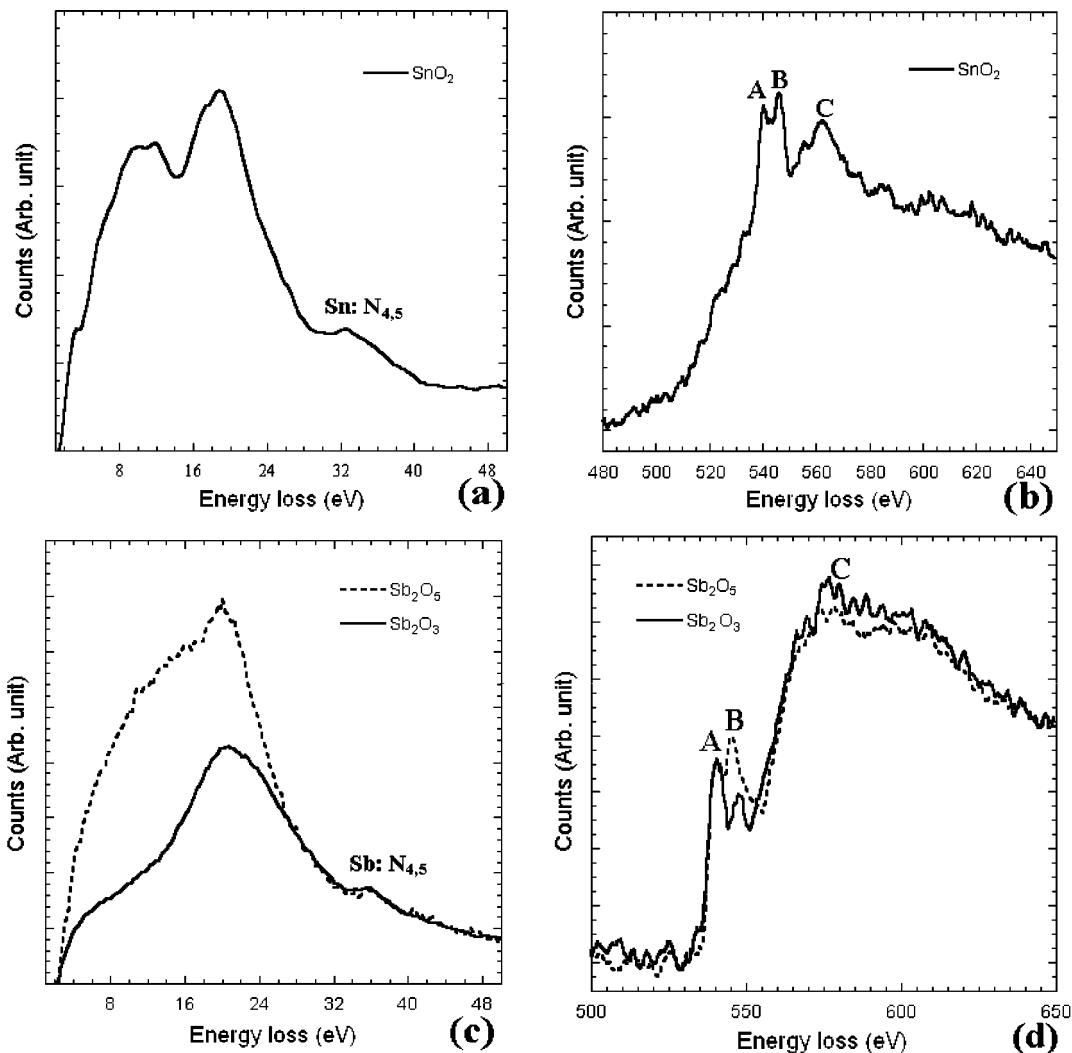 SnO₂
Counts (Arb. unit)
Sn: N₄,₅
8 16 24 32 40 48
Energy loss (eV)
(a)
SnO₂
A B C
Counts (Arb. unit)
480 500 520 540 560 580 600 620 640
Energy loss (eV)
(b)
Sb₂O₅
Sb₂O₃
Counts (Arb. unit)
Sb: N₄,₅
8 16 24 32 40 48
Energy loss (eV)
(c)
Sb₂O₅
Sb₂O₃
A B C
Counts (Arb. unit)
500 550 600 650
Energy loss (eV)
(d)